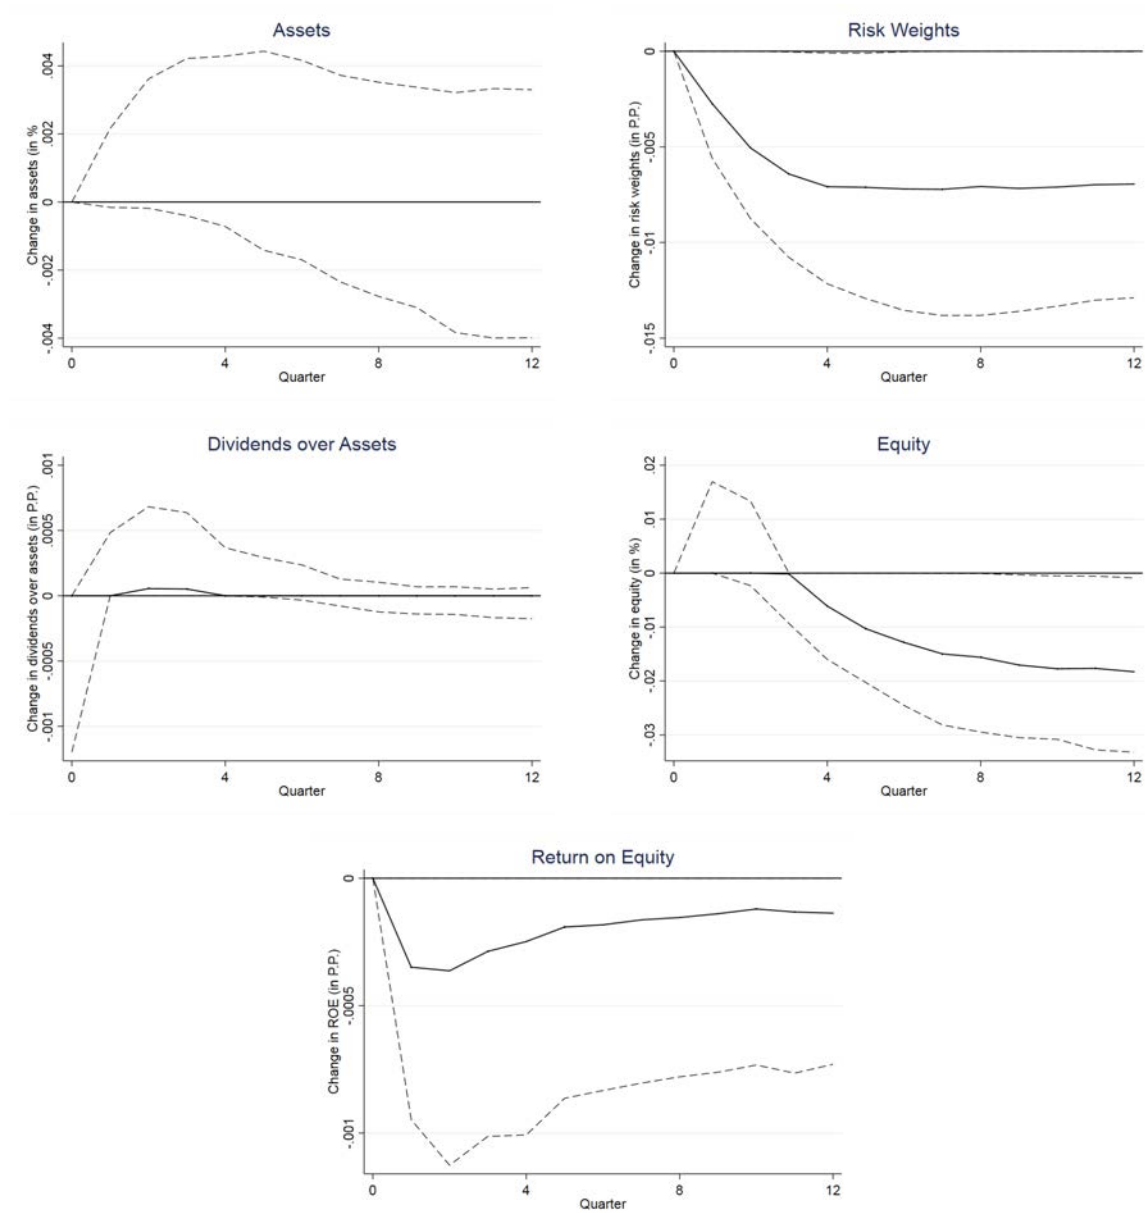 Assets
Change in assets (in %
.004
.002
0
-.002
-.004
0 4 8 12
Quarter
Risk Weights
Change in risk weights (in P.P.)
0
-.005
-.01
-.015
0 4 8 12
Quarter
Dividends over Assets
Change in dividends over assets (in P.P.)
.001
.0005
0
-.0005
-.001
0 4 8 12
Quarter
Equity
Change in equity (in %)
.02
.01
0
-.01
-.02
-.03
0 4 8 12
Quarter
Return on Equity
Change in ROE (in P.P.)
0
-.0005
-.001
0 4 8 12
Quarter